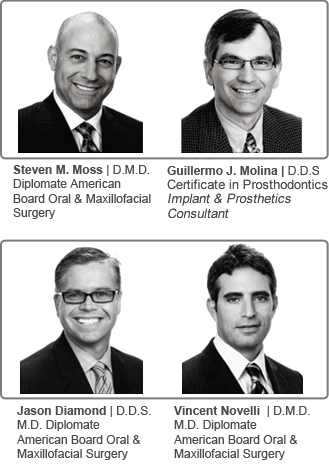 Steven M. Moss | D.M.D.
Diplomate American
Board Oral & Maxillofacial
Surgery
Guillermo J. Molina | D.D.S
Certificate in Prosthodontics
Implant & Prosthetics
Consultant
Jason Diamond | D.D.S.
M.D. Diplomate
American Board Oral &
Maxillofacial Surgery
Vincent Novelli | D.M.D.
M.D. Diplomate
American Board Oral &
Maxillofacial Surgery